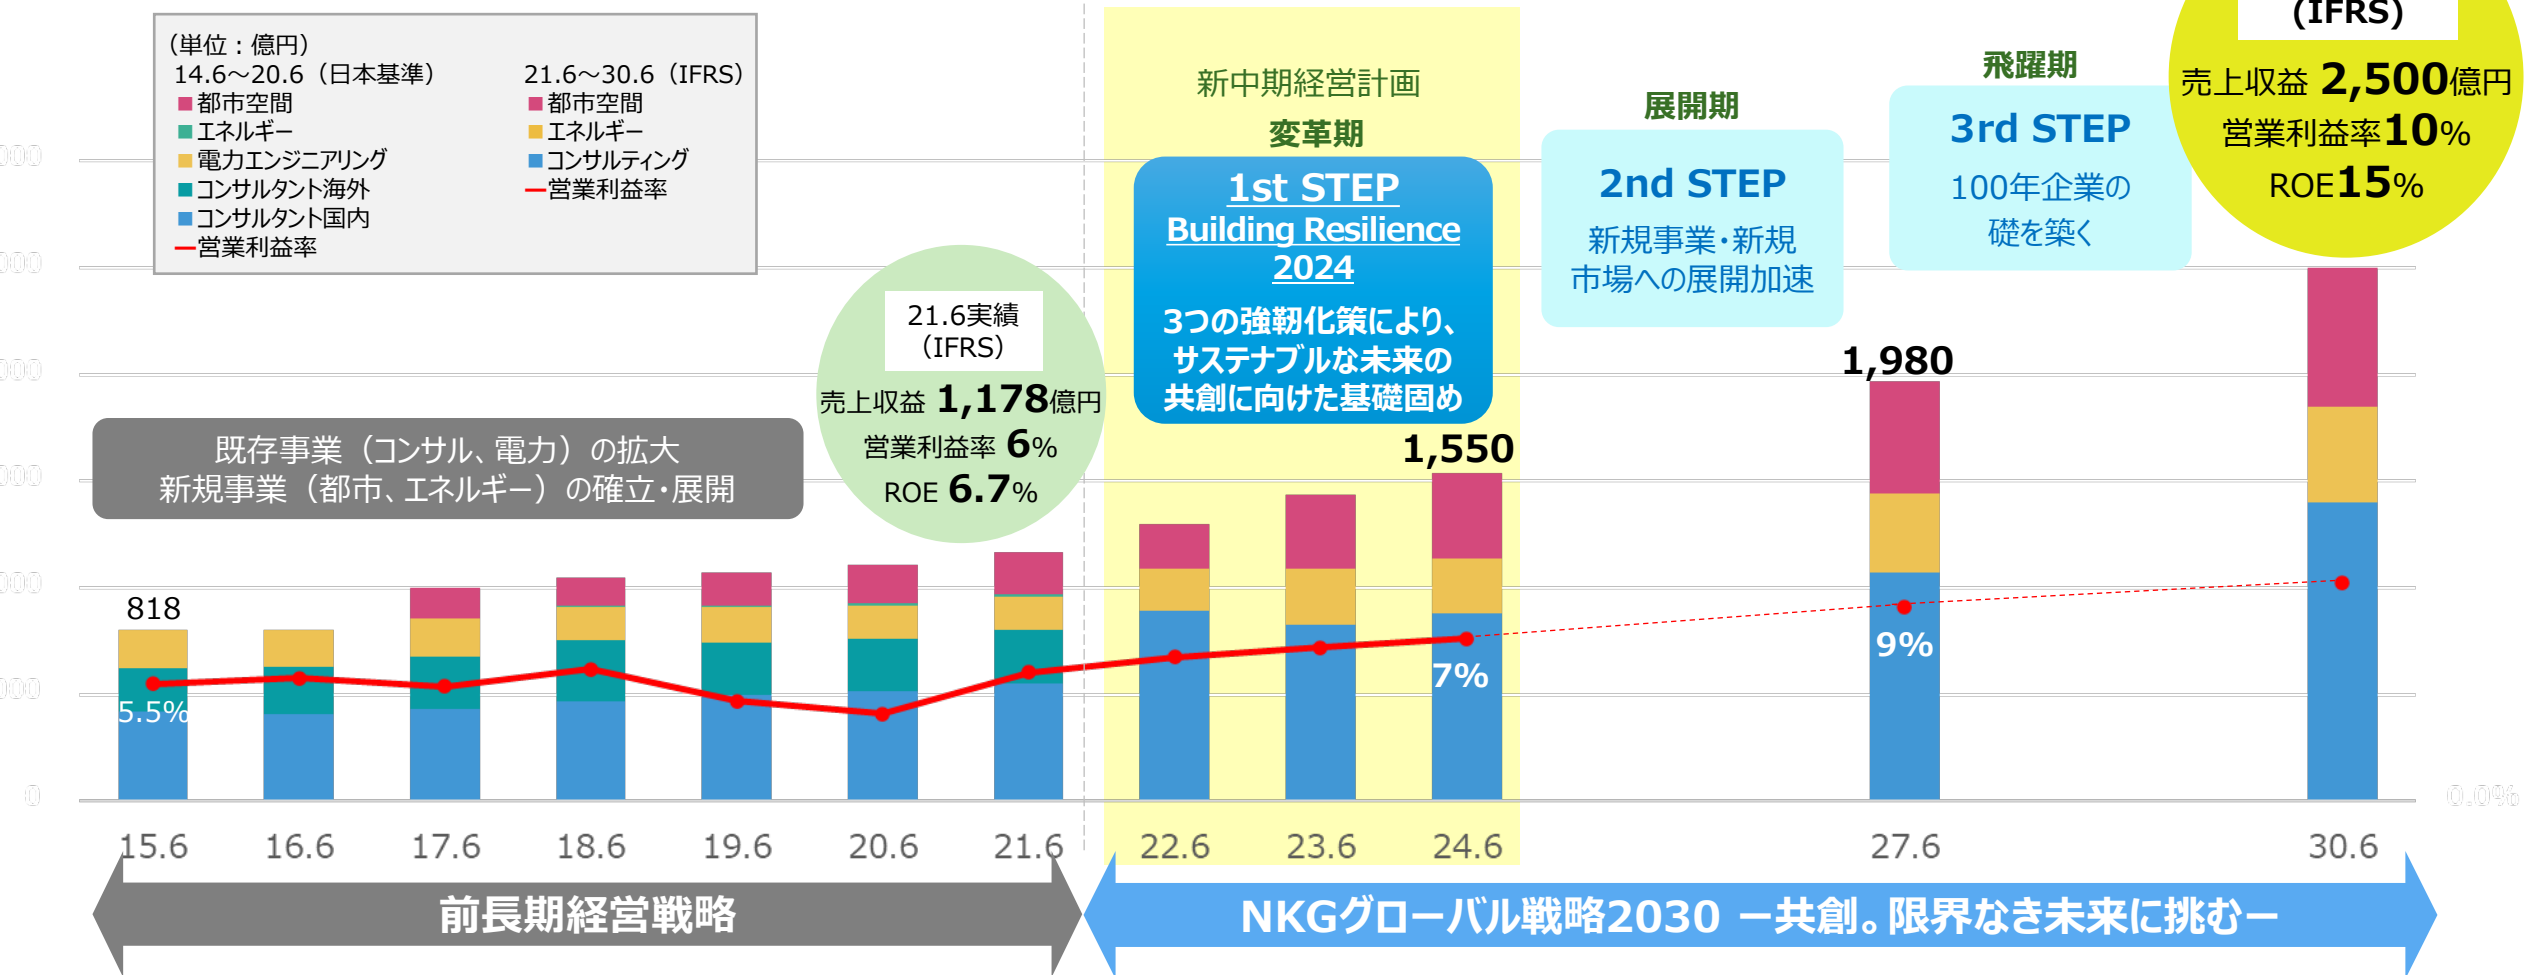 (単位：億円)
14.6～20.6（日本基準）
■都市空間
■エネルギー
■電力エンジニアリング
■コンサルタント海外
■コンサルタント国内
━営業利益率
21.6～30.6（IFRS）
■都市空間
■エネルギー
■コンサルティング
━営業利益率
既存事業（コンサル、電力）の拡大
新規事業（都市、エネルギー）の確立・展開
21.6実績
（IFRS）
売上収益 1,178億円
営業利益率 6%
ROE 6.7%
新中期経営計画
変革期
1st STEP
Building Resilience
2024
3つの強靭化策により、
サステナブルな未来の
共創に向けた基礎固め
展開期
2nd STEP
新規事業・新規
市場への展開加速
飛躍期
3rd STEP
100年企業の
礎を築く
(IFRS)
売上収益 2,500億円
営業利益率10%
ROE15%
818
1,550
1,980
5.5%
7%
9%
0
0.0%
15.6
16.6
17.6
18.6
19.6
20.6
21.6
22.6
23.6
24.6
27.6
30.6
前長期経営戦略
NKGグローバル戦略2030 ー共創。限界なき未来に挑むー